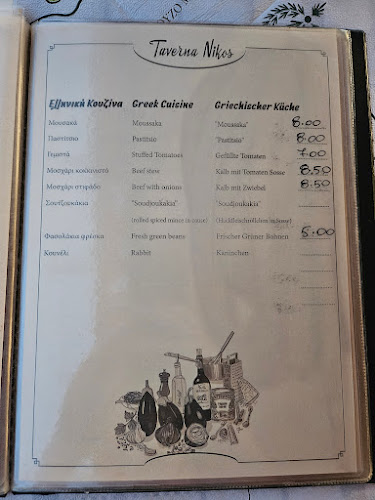 Taverna Nikos
Ελληνική Κουζίνα Greek Cuisine Griechischer Küche
Μουσακά Moussaka "Moussaka" 8.00
Παστίτσιο Pastitsio "Pastitsio" 8.00
Γεμιστά Stuffed Tomatoes Gefüllte Tomaten 7.00
Μοσχάρι κοκκινιστό Beef stew Kalb mit Tomaten Sosse 8.50
Μοσχάρι στιφάδο Beef with onions Kalb mit Zwiebel 8.50
Σουτζουκάκια "Soudjoukakia" "Soudjoukakia"
(rolled spiced mince in sauce)
Φασολάκια φρέσκα Fresh green beans Frischer Grüner Bohnen 5.00
Κουνέλι Rabbit Kaninchen